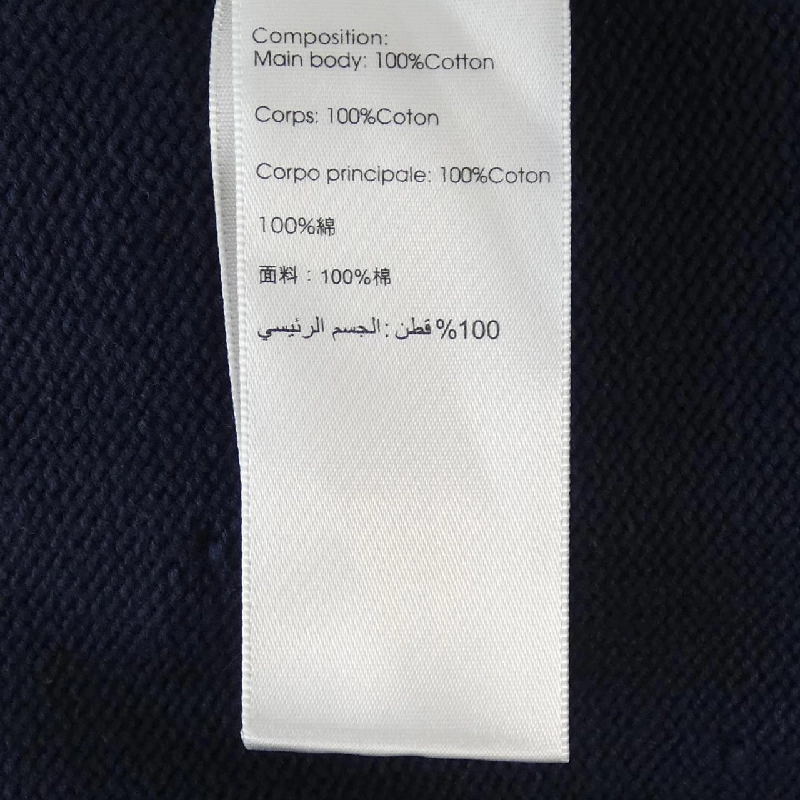 Composition:
Main body: 100%Cotton
Corps: 100%Coton
Corpo principale: 100%Coton
100%綿
面料：100%棉
الجسم الرئيسي: قطن %100